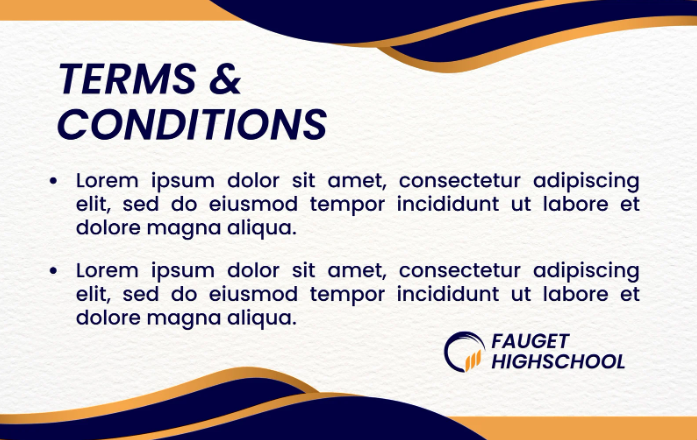 TERMS &
CONDITIONS
• Lorem ipsum dolor sit amet, consectetur adipiscing
elit, sed do eiusmod tempor incididunt ut labore et
dolore magna aliqua.
• Lorem ipsum dolor sit amet, consectetur adipiscing
elit, sed do eiusmod tempor incididunt ut labore et
dolore magna aliqua.
FAUGET
HIGHSCHOOL